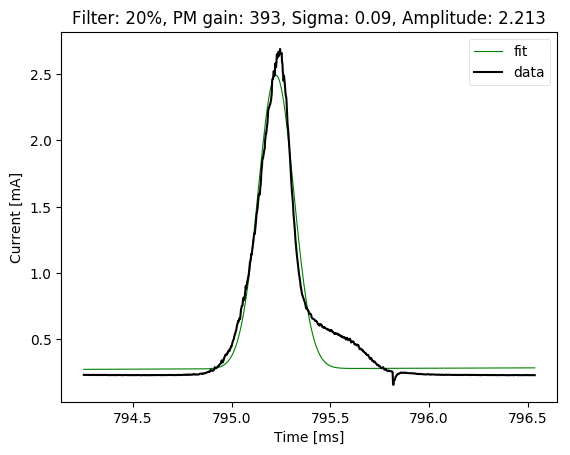 Filter: 20%, PM gain: 393, Sigma: 0.09, Amplitude: 2.213
fit
data
2.5
2.0
1.5
1.0
0.5
Current [mA]
794.5 795.0 795.5 796.0 796.5
Time [ms]